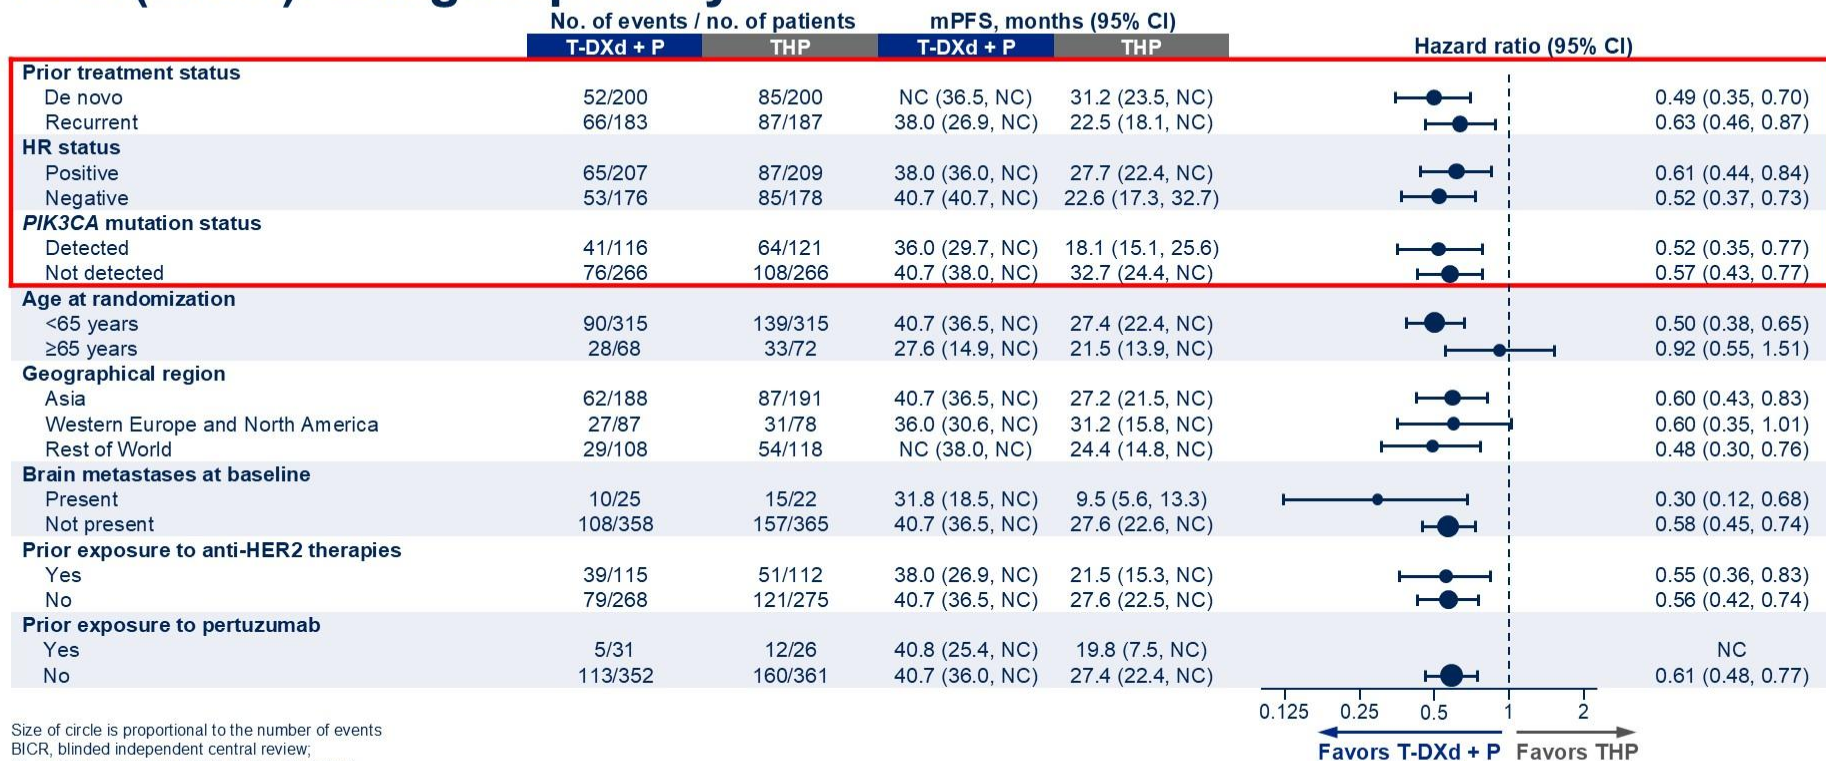 No. of events / no. of patients mPFS, months (95% CI)
T-DXd + P THP T-DXd + P THP Hazard ratio (95% CI)
Prior treatment status
De novo 52/200 85/200 NC (36.5, NC) 31.2 (23.5, NC) 0.49 (0.35, 0.70)
Recurrent 66/183 87/187 38.0 (26.9, NC) 22.5 (18.1, NC) 0.63 (0.46, 0.87)
HR status
Positive 65/207 87/209 38.0 (36.0, NC) 27.7 (22.4, NC) 0.61 (0.44, 0.84)
Negative 53/176 85/178 40.7 (40.7, NC) 22.6 (17.3, 32.7) 0.52 (0.37, 0.73)
PIK3CA mutation status
Detected 41/116 64/121 36.0 (29.7, NC) 18.1 (15.1, 25.6) 0.52 (0.35, 0.77)
Not detected 76/266 108/266 40.7 (38.0, NC) 32.7 (24.4, NC) 0.57 (0.43, 0.77)
Age at randomization
<65 years 90/315 139/315 40.7 (36.5, NC) 27.4 (22.4, NC) 0.50 (0.38, 0.65)
≥65 years 28/68 33/72 27.6 (14.9, NC) 21.5 (13.9, NC) 0.92 (0.55, 1.51)
Geographical region
Asia 62/188 87/191 40.7 (36.5, NC) 27.2 (21.5, NC) 0.60 (0.43, 0.83)
Western Europe and North America 27/87 31/78 36.0 (30.6, NC) 31.2 (15.8, NC) 0.60 (0.35, 1.01)
Rest of World 29/108 54/118 NC (38.0, NC) 24.4 (14.8, NC) 0.48 (0.30, 0.76)
Brain metastases at baseline
Present 10/25 15/22 31.8 (18.5, NC) 9.5 (5.6, 13.3) 0.30 (0.12, 0.68)
Not present 108/358 157/365 40.7 (36.5, NC) 27.6 (22.6, NC) 0.58 (0.45, 0.74)
Prior exposure to anti-HER2 therapies
Yes 39/115 51/112 38.0 (26.9, NC) 21.5 (15.3, NC) 0.55 (0.36, 0.83)
No 79/268 121/275 40.7 (36.5, NC) 27.6 (22.5, NC) 0.56 (0.42, 0.74)
Prior exposure to pertuzumab
Yes 5/31 12/26 40.8 (25.4, NC) 19.8 (7.5, NC) NC
No 113/352 160/361 40.7 (36.0, NC) 27.4 (22.4, NC) 0.61 (0.48, 0.77)
0.125 0.25 0.5 1 2
Favors T-DXd + P Favors THP
Size of circle is proportional to the number of events
BICR, blinded independent central review;